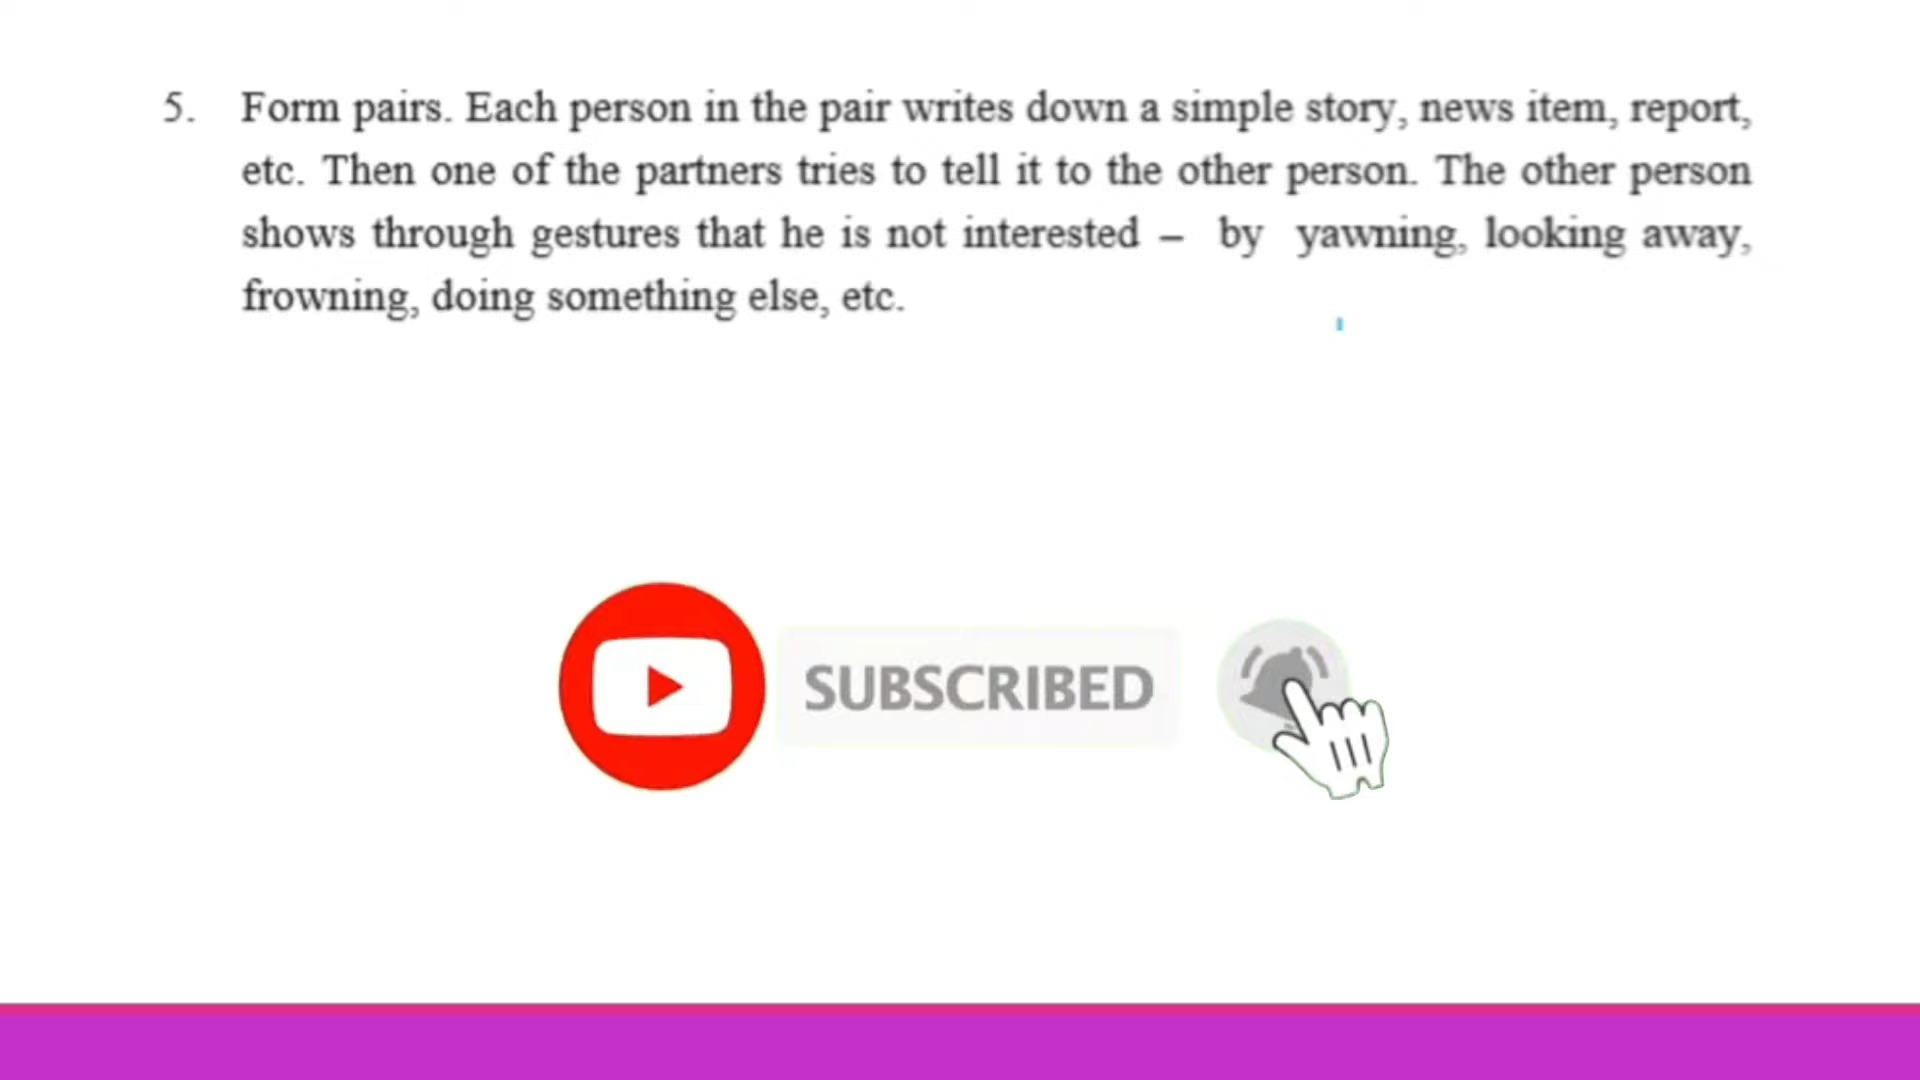 5. Form pairs. Each person in the pair writes down a simple story, news item, report,
etc. Then one of the partners tries to tell it to the other person. The other person
shows through gestures that he is not interested – by yawning, looking away,
frowning, doing something else, etc.
SUBSCRIBED